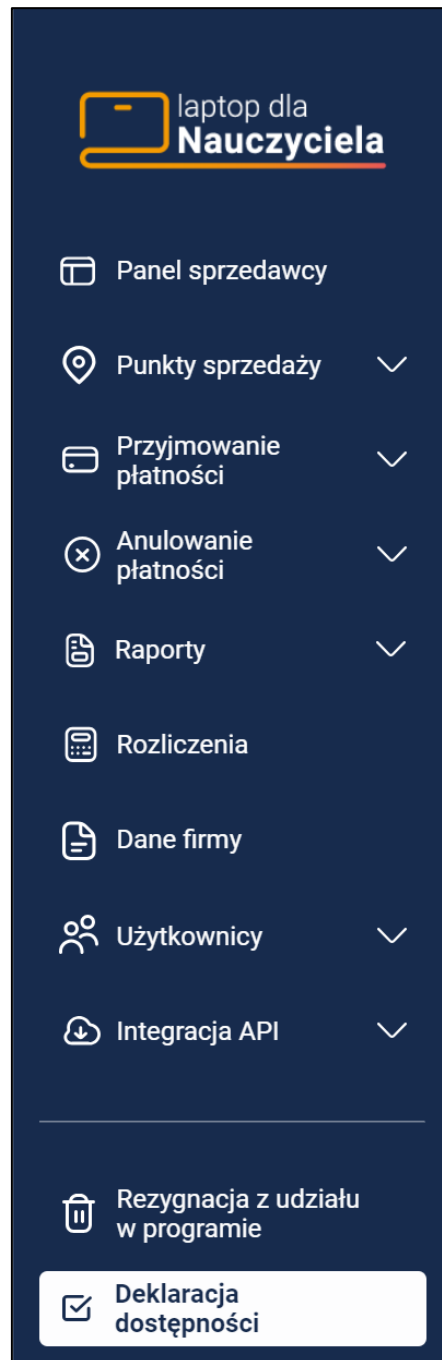 laptop dla
Nauczyciela
Panel sprzedawcy
Punkty sprzedaży
Przyjmowanie
płatności
Anulowanie
płatności
Raporty
Rozliczenia
Dane firmy
Użytkownicy
Integracja API
Rezygnacja z udziału
w programie
Deklaracja
dostępności